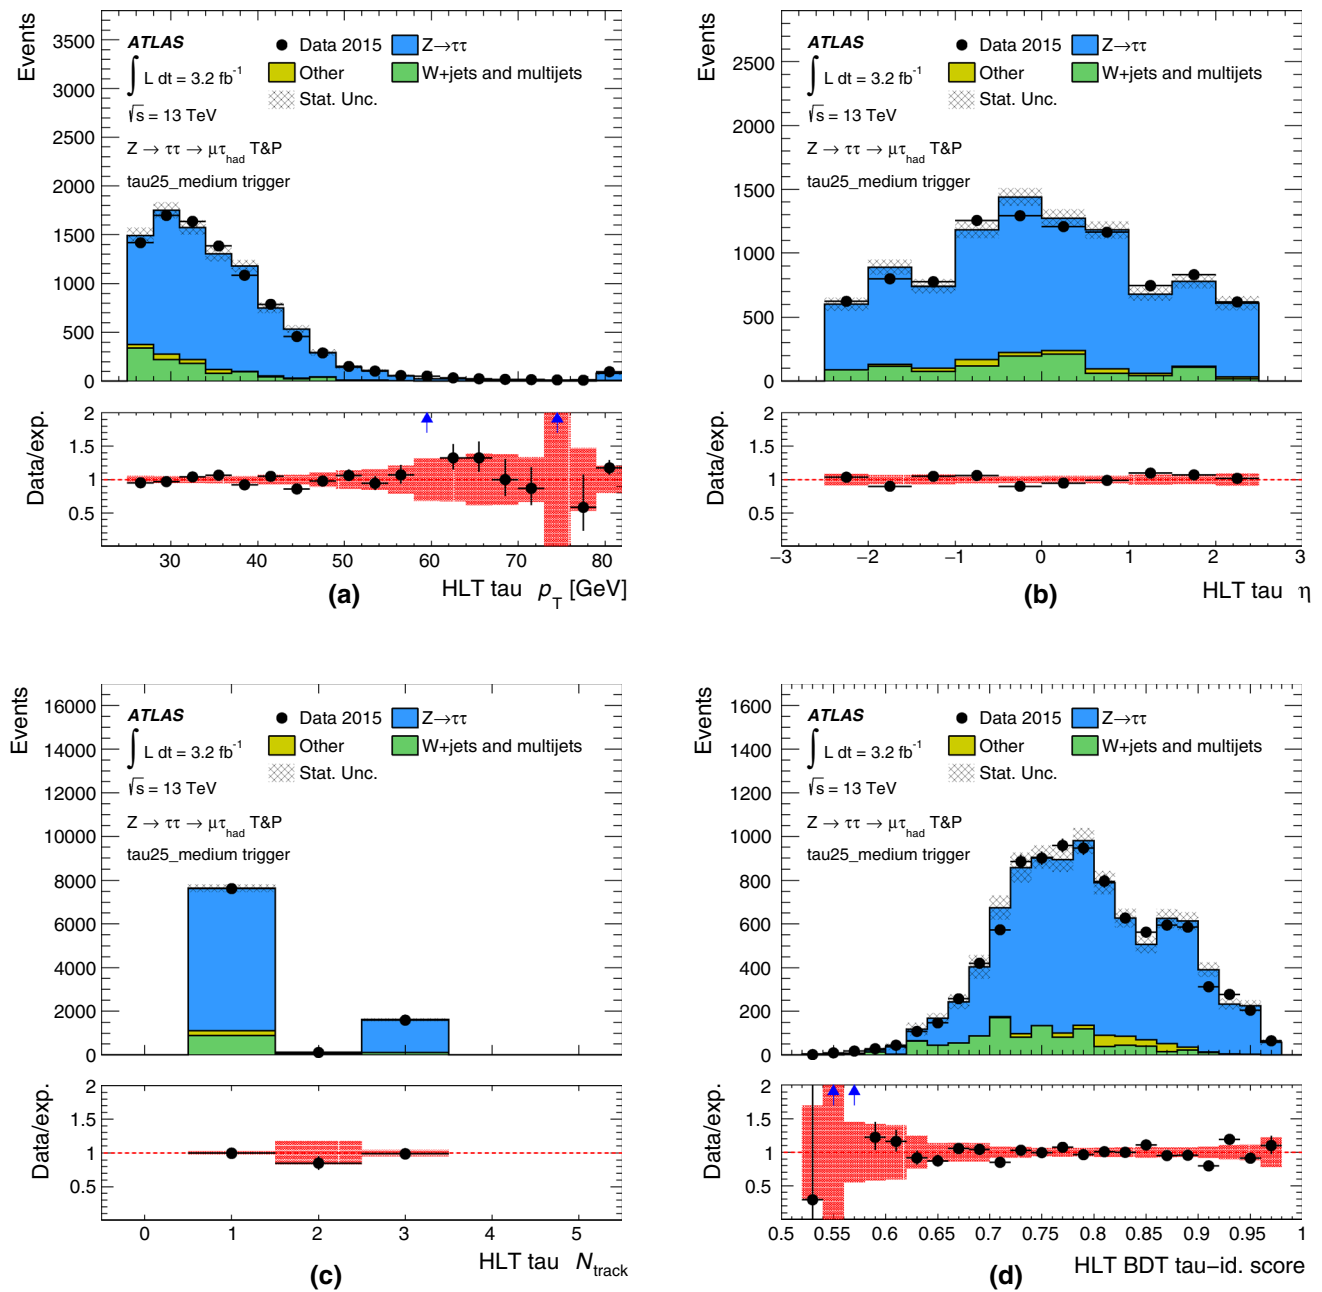 Events
3500
3000
2500
2000
1500
1000
500
0
ATLAS
∫ L dt = 3.2 fb⁻¹
√s = 13 TeV
Z → ττ → μτ_had T&P
tau25_medium trigger
Data 2015
Z→ττ
Other
W+jets and multijets
Stat. Unc.
Data/exp.
2
1.5
1
0.5
30 40 50 60 70 80
HLT tau p_T [GeV]
(a)
Events
2500
2000
1500
1000
500
0
ATLAS
∫ L dt = 3.2 fb⁻¹
√s = 13 TeV
Z → ττ → μτ_had T&P
tau25_medium trigger
Data 2015
Z→ττ
Other
W+jets and multijets
Stat. Unc.
Data/exp.
2
1.5
1
0.5
−3 −2 −1 0 1 2 3
HLT tau η
(b)
Events
16000
14000
12000
10000
8000
6000
4000
2000
0
ATLAS
∫ L dt = 3.2 fb⁻¹
√s = 13 TeV
Z → ττ → μτ_had T&P
tau25_medium trigger
Data 2015
Z→ττ
Other
W+jets and multijets
Stat. Unc.
Data/exp.
2
1.5
1
0.5
0 1 2 3 4 5
HLT tau N_track
(c)
Events
1600
1400
1200
1000
800
600
400
200
0
ATLAS
∫ L dt = 3.2 fb⁻¹
√s = 13 TeV
Z → ττ → μτ_had T&P
tau25_medium trigger
Data 2015
Z→ττ
Other
W+jets and multijets
Stat. Unc.
Data/exp.
2
1.5
1
0.5
0.5 0.55 0.6 0.65 0.7 0.75 0.8 0.85 0.9 0.95 1
HLT BDT tau−id. score
(d)